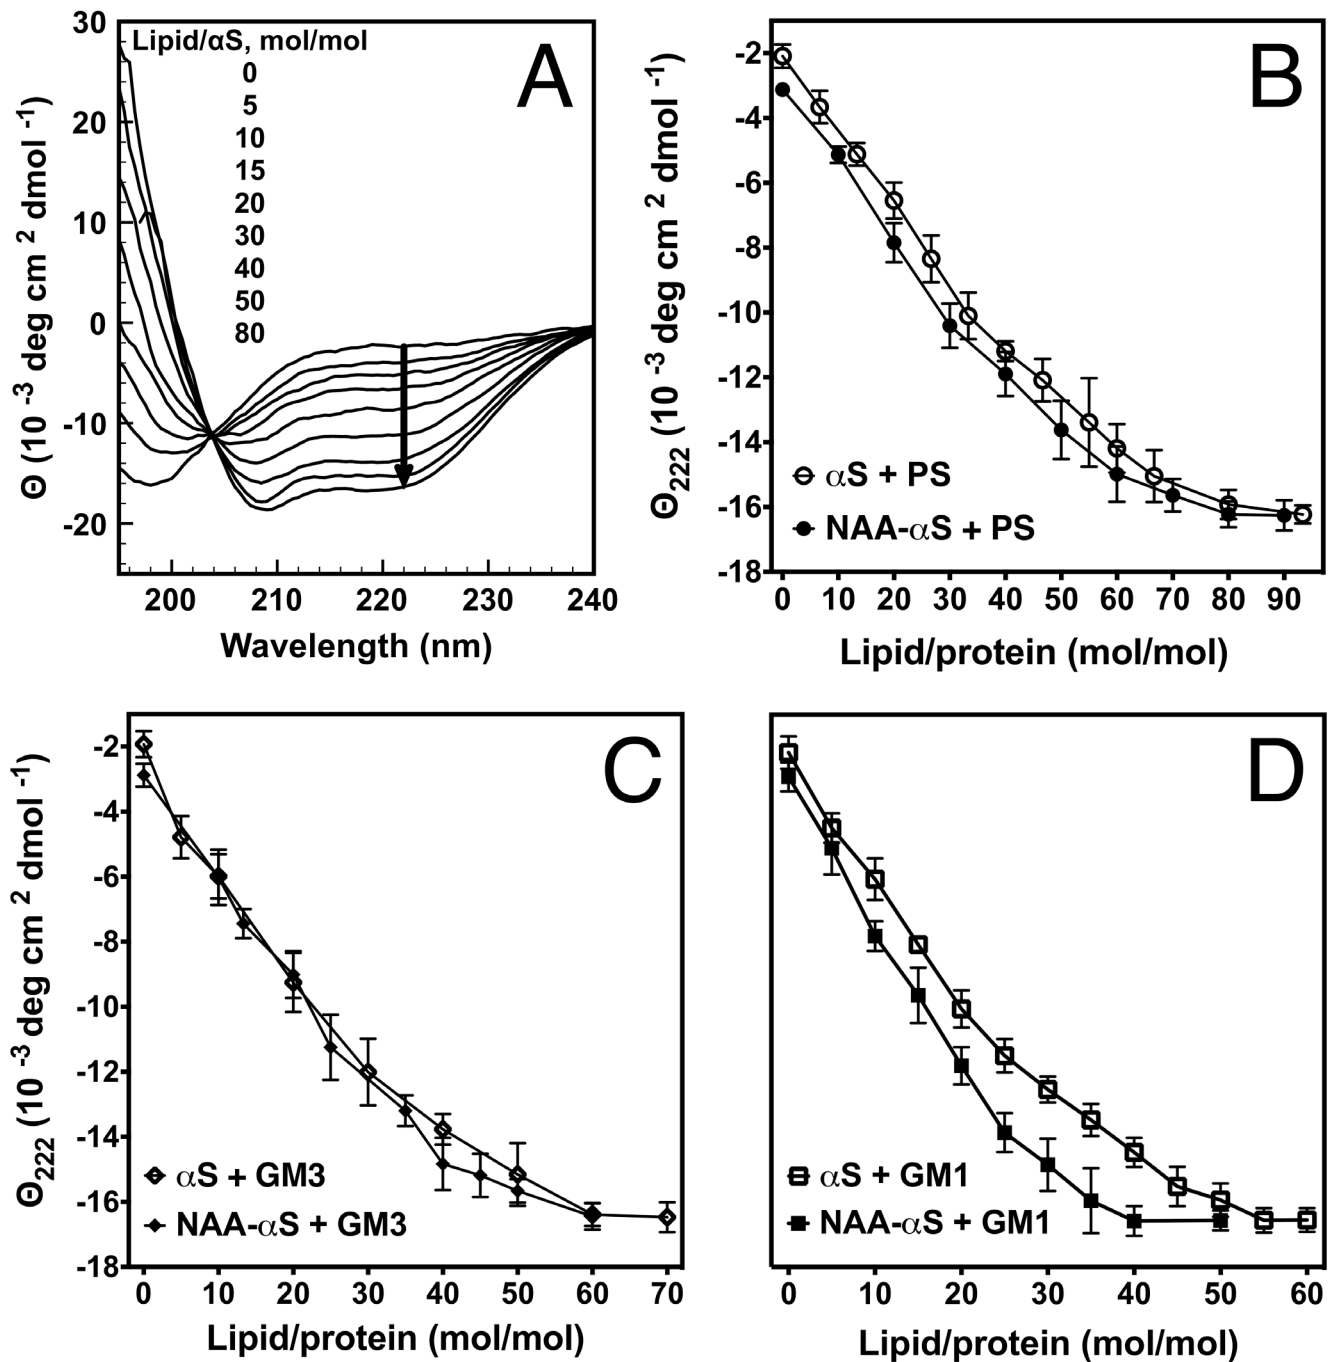 A
Lipid/αS, mol/mol
0
5
10
15
20
30
40
50
80
30
20
10
0
-10
-20
Θ (10 -3 deg cm 2 dmol -1)
200 210 220 230 240
Wavelength (nm)
B
-2
-4
-6
-8
-10
-12
-14
-16
-18
Θ222 (10 -3 deg cm 2 dmol -1)
αS + PS
NAA-αS + PS
0 10 20 30 40 50 60 70 80 90
Lipid/protein (mol/mol)
C
-2
-4
-6
-8
-10
-12
-14
-16
-18
Θ222 (10 -3 deg cm 2 dmol -1)
αS + GM3
NAA-αS + GM3
0 10 20 30 40 50 60 70
Lipid/protein (mol/mol)
D
αS + GM1
NAA-αS + GM1
0 10 20 30 40 50 60
Lipid/protein (mol/mol)